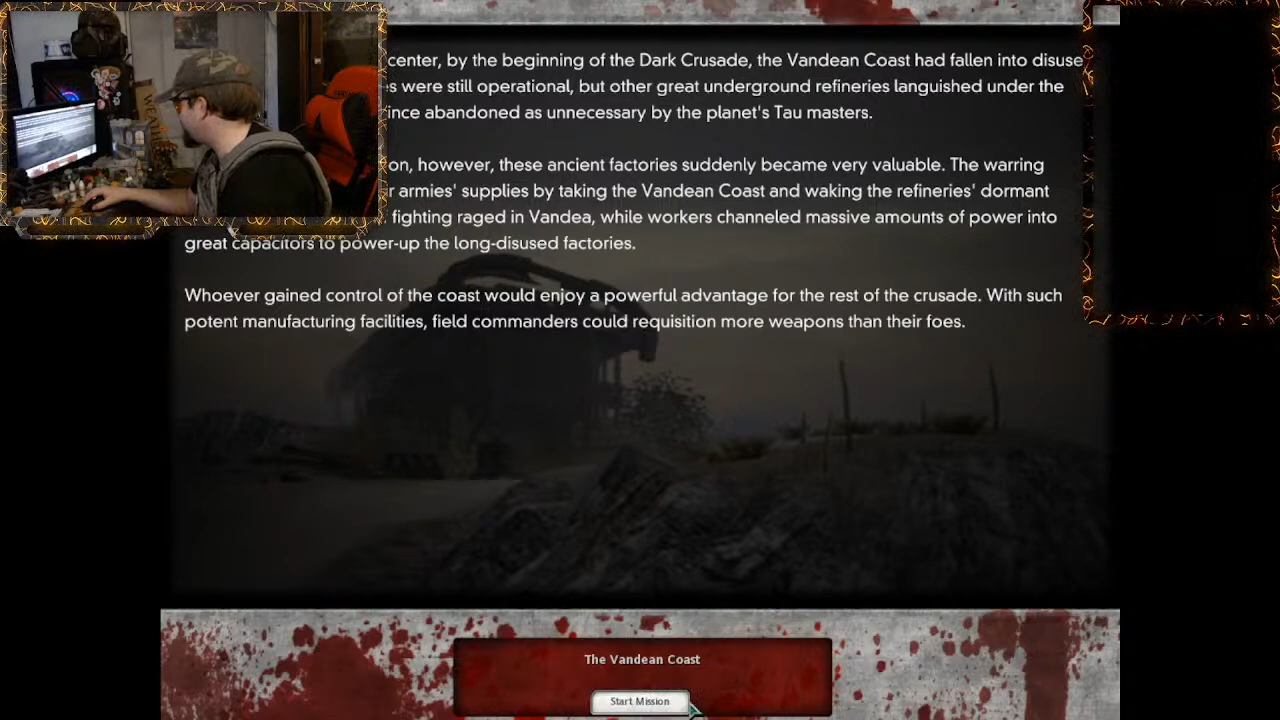 center, by the beginning of the Dark Crusade, the Vandean Coast had fallen into disuse
s were still operational, but other great underground refineries languished under the
ince abandoned as unnecessary by the planet's Tau masters.
on, however, these ancient factories suddenly became very valuable. The warring
r armies' supplies by taking the Vandean Coast and waking the refineries' dormant
fighting raged in Vandea, while workers channeled massive amounts of power into
great capacitors to power-up the long-disused factories.
Whoever gained control of the coast would enjoy a powerful advantage for the rest of the crusade. With such
potent manufacturing facilities, field commanders could requisition more weapons than their foes.
The Vandean Coast
Start Mission